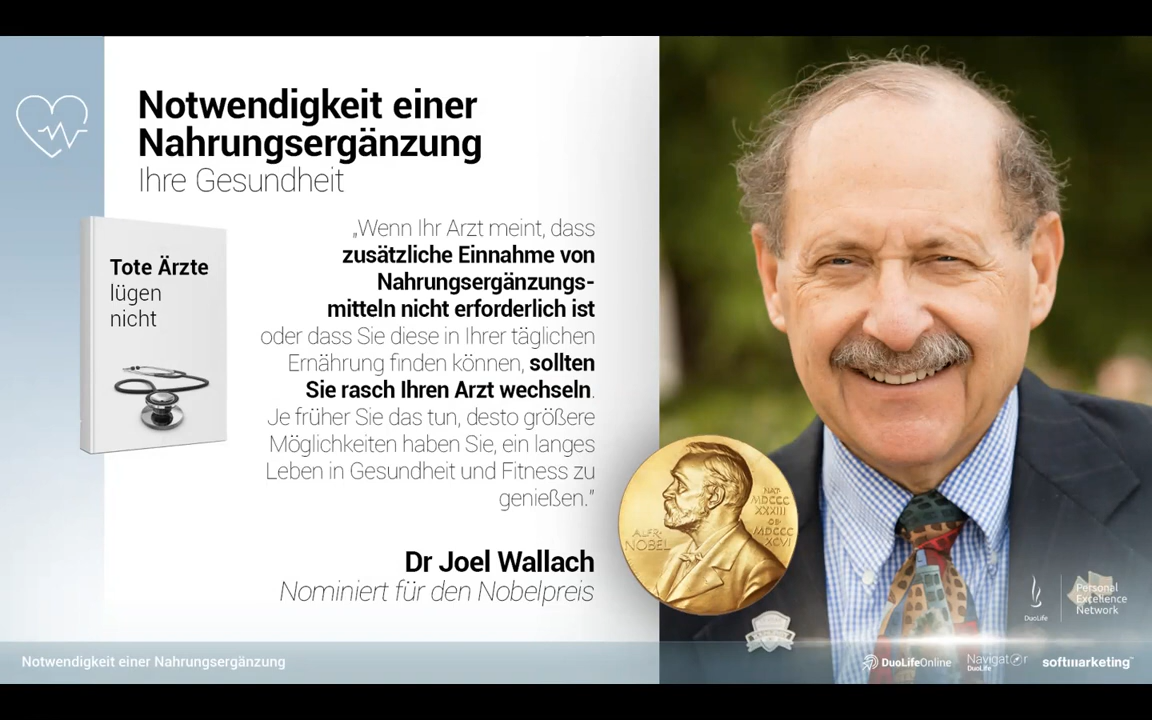 Notwendigkeit einer
Nahrungsergänzung
Ihre Gesundheit
Tote Ärzte
lügen
nicht
„Wenn Ihr Arzt meint, dass
zusätzliche Einnahme von
Nahrungsergänzungs-
mitteln nicht erforderlich ist
oder dass Sie diese in Ihrer täglichen
Ernährung finden können, sollten
Sie rasch Ihren Arzt wechseln.
Je früher Sie das tun, desto größere
Möglichkeiten haben Sie, ein langes
Leben in Gesundheit und Fitness zu
genießen."
Dr Joel Wallach
Nominiert für den Nobelpreis
ALFR.
NOBEL
NAT.
MDCCC
XXXIII
OB.
MDCCC
XCVI
DuoLife
Personal
Excellence
Network
Notwendigkeit einer Nahrungsergänzung
DuoLifeOnline
Navigator
DuoLife
softmarketing™